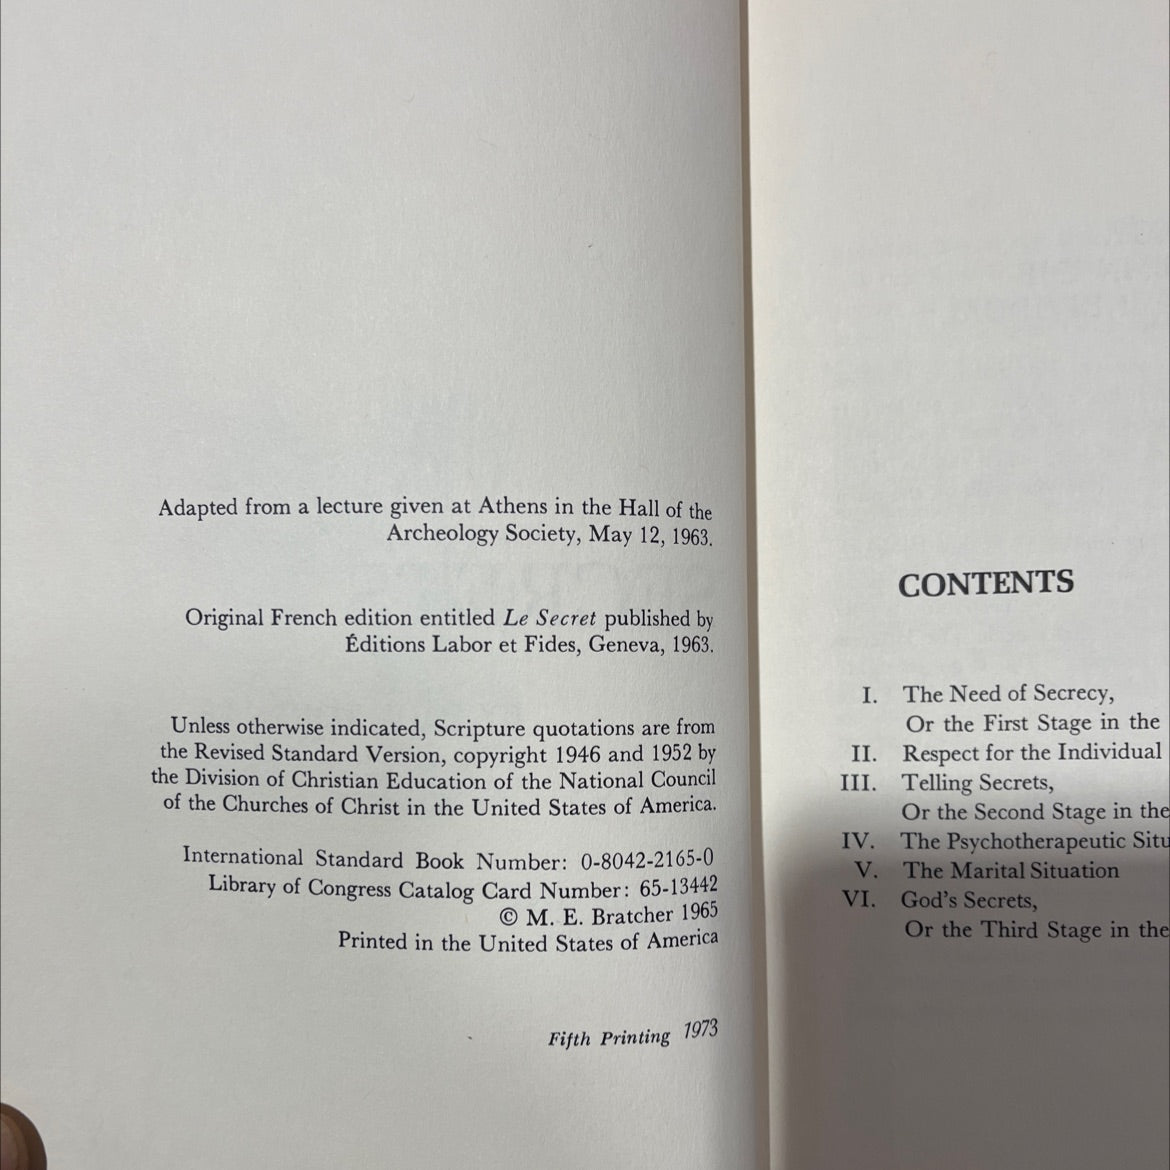 Adapted from a lecture given at Athens in the Hall of the
Archeology Society, May 12, 1963.
Original French edition entitled Le Secret published by
Éditions Labor et Fides, Geneva, 1963.
Unless otherwise indicated, Scripture quotations are from
the Revised Standard Version, copyright 1946 and 1952 by
the Division of Christian Education of the National Council
of the Churches of Christ in the United States of America.
International Standard Book Number: 0-8042-2165-0
Library of Congress Catalog Card Number: 65-13442
© M. E. Bratcher 1965
Printed in the United States of America
Fifth Printing 1973
CONTENTS
I. The Need of Secrecy,
Or the First Stage in the
II. Respect for the Individual
III. Telling Secrets,
Or the Second Stage in the
IV. The Psychotherapeutic Situ
V. The Marital Situation
VI. God's Secrets,
Or the Third Stage in the